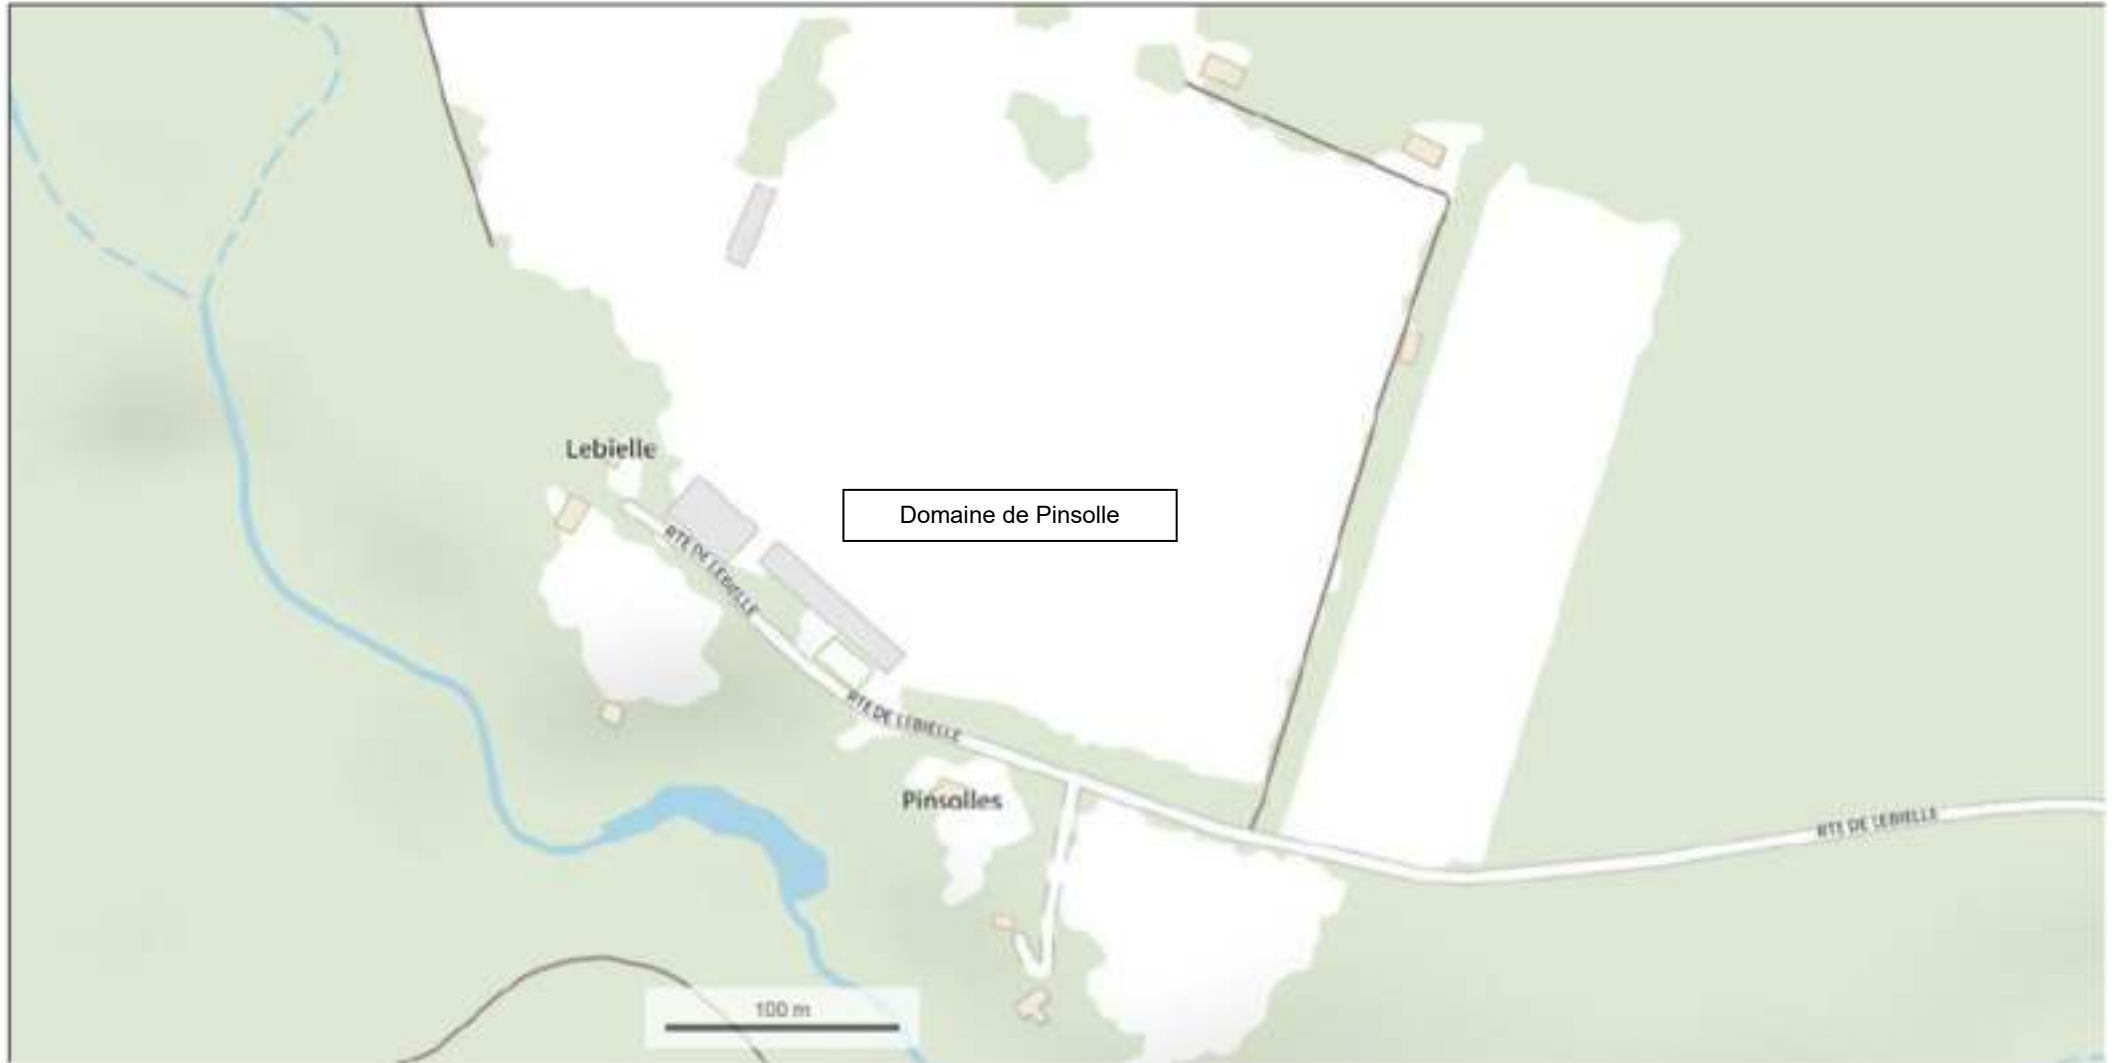 Lebielle
Domaine de Pinsolle
RTE DE LEBIELLE
RTE DE LEBIELLE
Pinsolles
RTE DE LEBIELLE
100 m